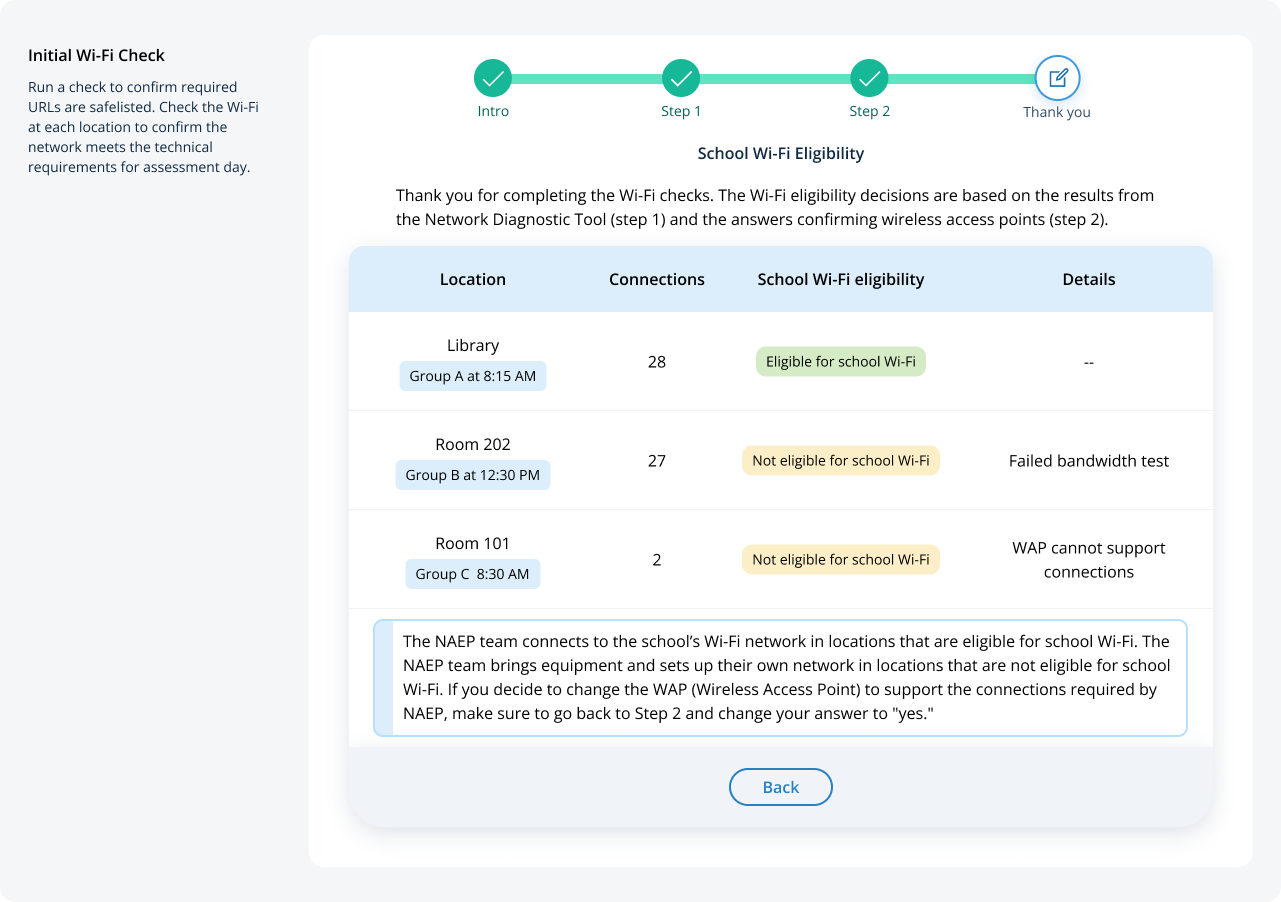 Initial Wi-Fi Check
Run a check to confirm required
URLs are safelisted. Check the Wi-Fi
at each location to confirm the
network meets the technical
requirements for assessment day.
Intro
Step 1
Step 2
Thank you
School Wi-Fi Eligibility
Thank you for completing the Wi-Fi checks. The Wi-Fi eligibility decisions are based on the results from
the Network Diagnostic Tool (step 1) and the answers confirming wireless access points (step 2).
Location Connections School Wi-Fi eligibility Details
Library
Group A at 8:15 AM
28
Eligible for school Wi-Fi
--
Room 202
Group B at 12:30 PM
27
Not eligible for school Wi-Fi
Failed bandwidth test
Room 101
Group C  8:30 AM
2
Not eligible for school Wi-Fi
WAP cannot support
connections
The NAEP team connects to the school’s Wi-Fi network in locations that are eligible for school Wi-Fi. The
NAEP team brings equipment and sets up their own network in locations that are not eligible for school
Wi-Fi. If you decide to change the WAP (Wireless Access Point) to support the connections required by
NAEP, make sure to go back to Step 2 and change your answer to "yes."
Back